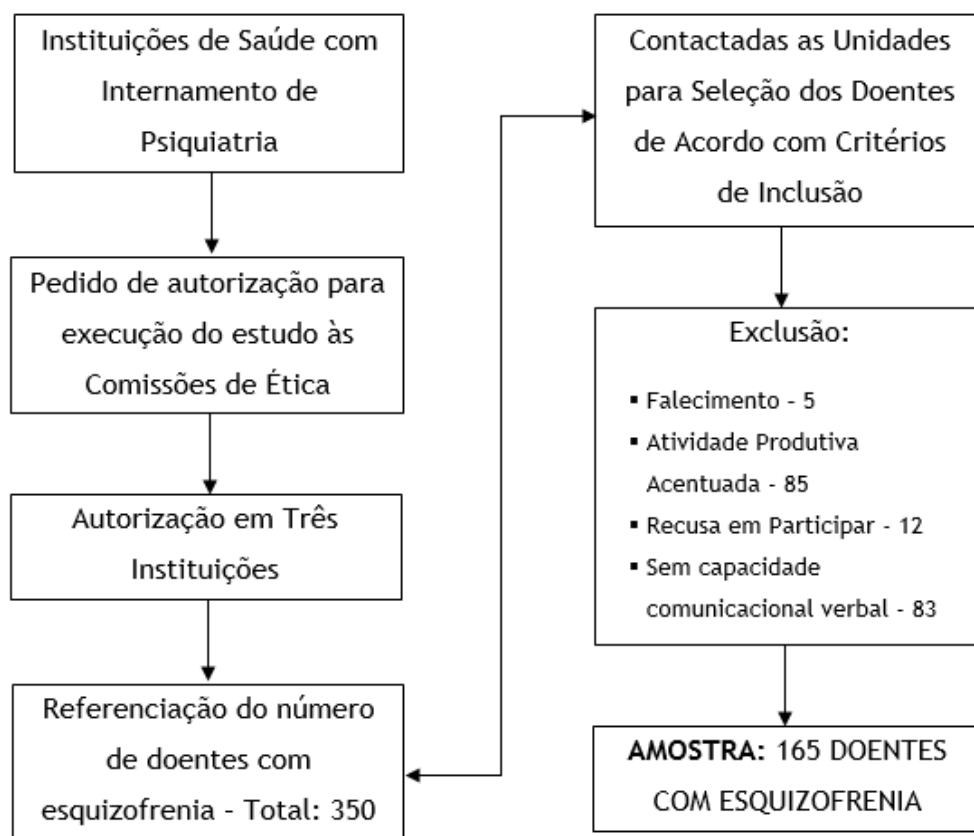 Instituições de Saúde com
Internamento de
Psiquiatria
Pedido de autorização para
execução do estudo às
Comissões de Ética
Autorização em Três
Instituições
Referenciação do número
de doentes com
esquizofrenia - Total: 350
Contactadas as Unidades
para Seleção dos Doentes
de Acordo com Critérios
de Inclusão
Exclusão:
▪ Falecimento - 5
▪ Atividade Produtiva
Acentuada - 85
▪ Recusa em Participar - 12
▪ Sem capacidade
comunicacional verbal - 83
AMOSTRA: 165 DOENTES
COM ESQUIZOFRENIA